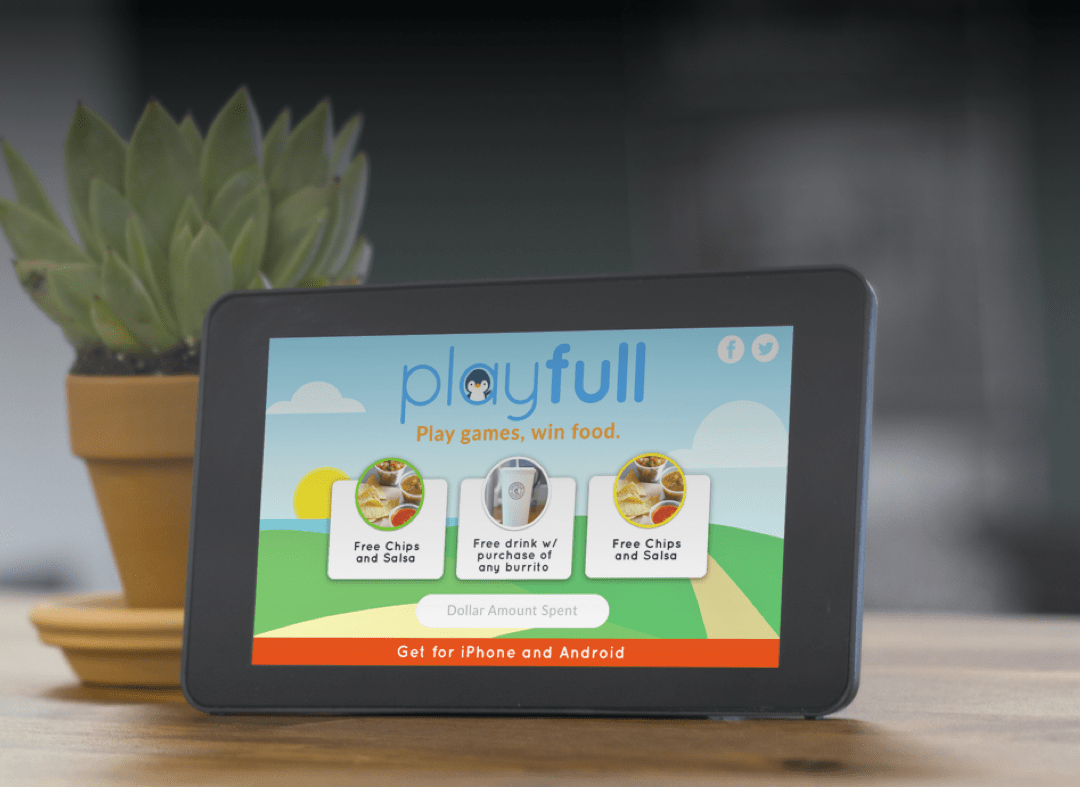 playfull
Play games, win food.
Free Chips
and Salsa
Free drink w/
purchase of
any burrito
Free Chips
and Salsa
Dollar Amount Spent
Get for iPhone and Android